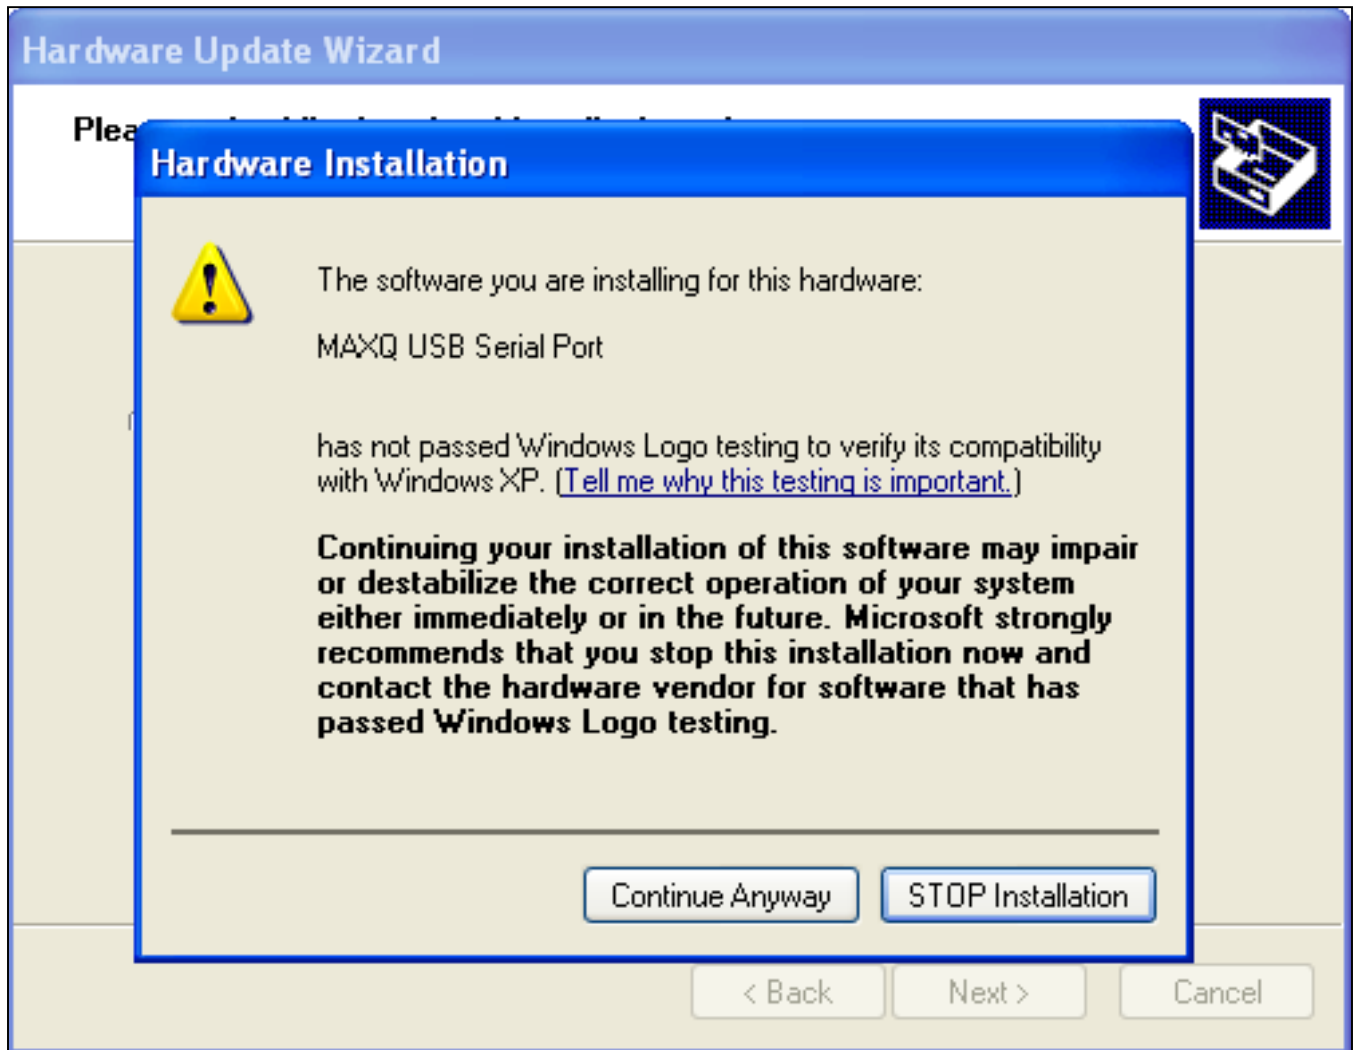 Hardware Update Wizard
Hardware Installation
The software you are installing for this hardware:
MAXQ USB Serial Port
has not passed Windows Logo testing to verify its compatibility
with Windows XP. (Tell me why this testing is important.)
Continuing your installation of this software may impair
or destabilize the correct operation of your system
either immediately or in the future. Microsoft strongly
recommends that you stop this installation now and
contact the hardware vendor for software that has
passed Windows Logo testing.
Continue Anyway STOP Installation
< Back Next > Cancel